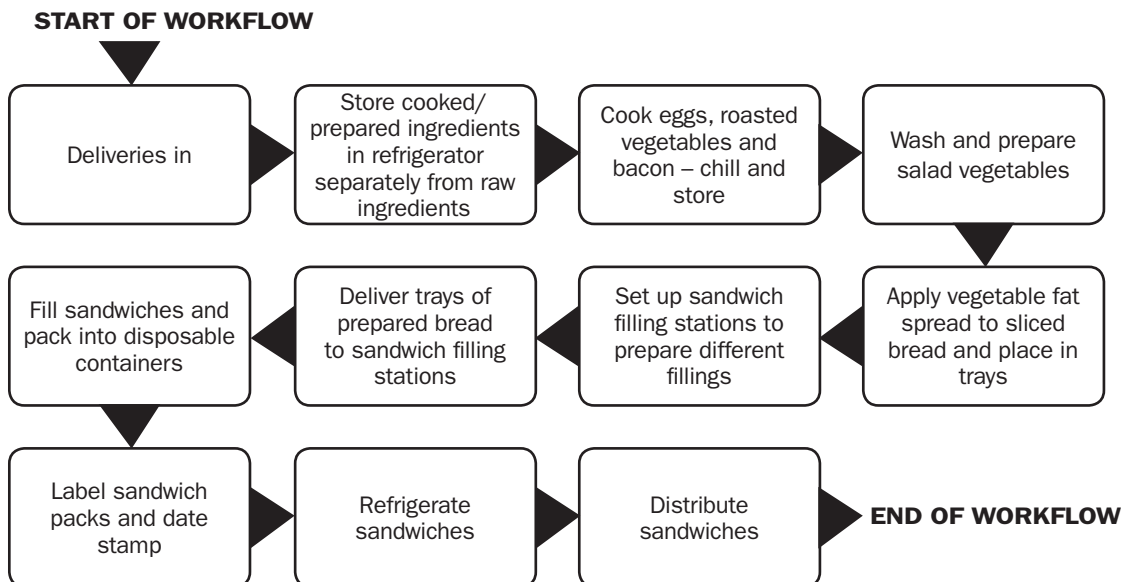 START OF WORKFLOW
Deliveries in
Store cooked/
prepared ingredients
in refrigerator
separately from raw
ingredients
Cook eggs, roasted
vegetables and
bacon – chill and
store
Wash and prepare
salad vegetables
Apply vegetable fat
spread to sliced
bread and place in
trays
Set up sandwich
filling stations to
prepare different
fillings
Deliver trays of
prepared bread
to sandwich filling
stations
Fill sandwiches and
pack into disposable
containers
Label sandwich
packs and date
stamp
Refrigerate
sandwiches
Distribute
sandwiches
END OF WORKFLOW